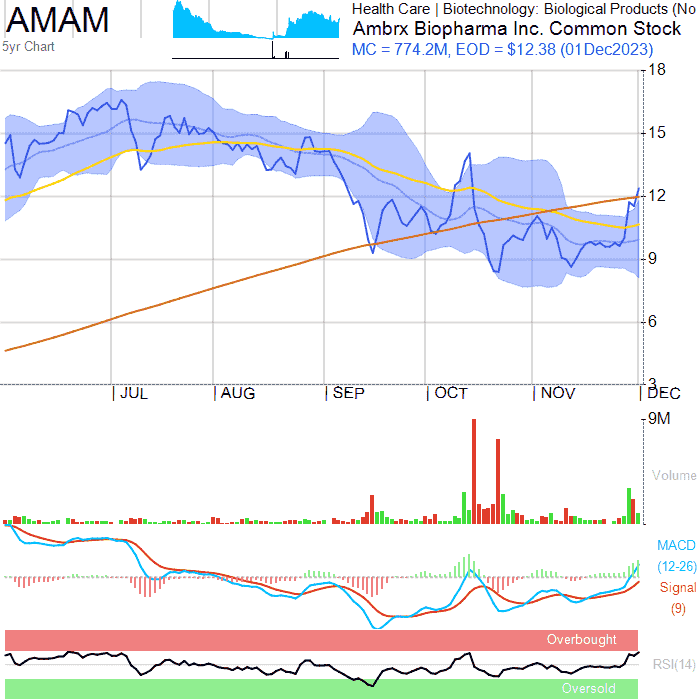 AMAM
5yr Chart
Health Care | Biotechnology: Biological Products (No
Ambrx Biopharma Inc. Common Stock
MC = 774.2M, EOD = $12.38 (01Dec2023)
18
15
12
9
6
3
JUL AUG SEP OCT NOV DEC
9M
Volume
MACD
(12-26)
Signal
(9)
Overbought
RSI(14)
Oversold